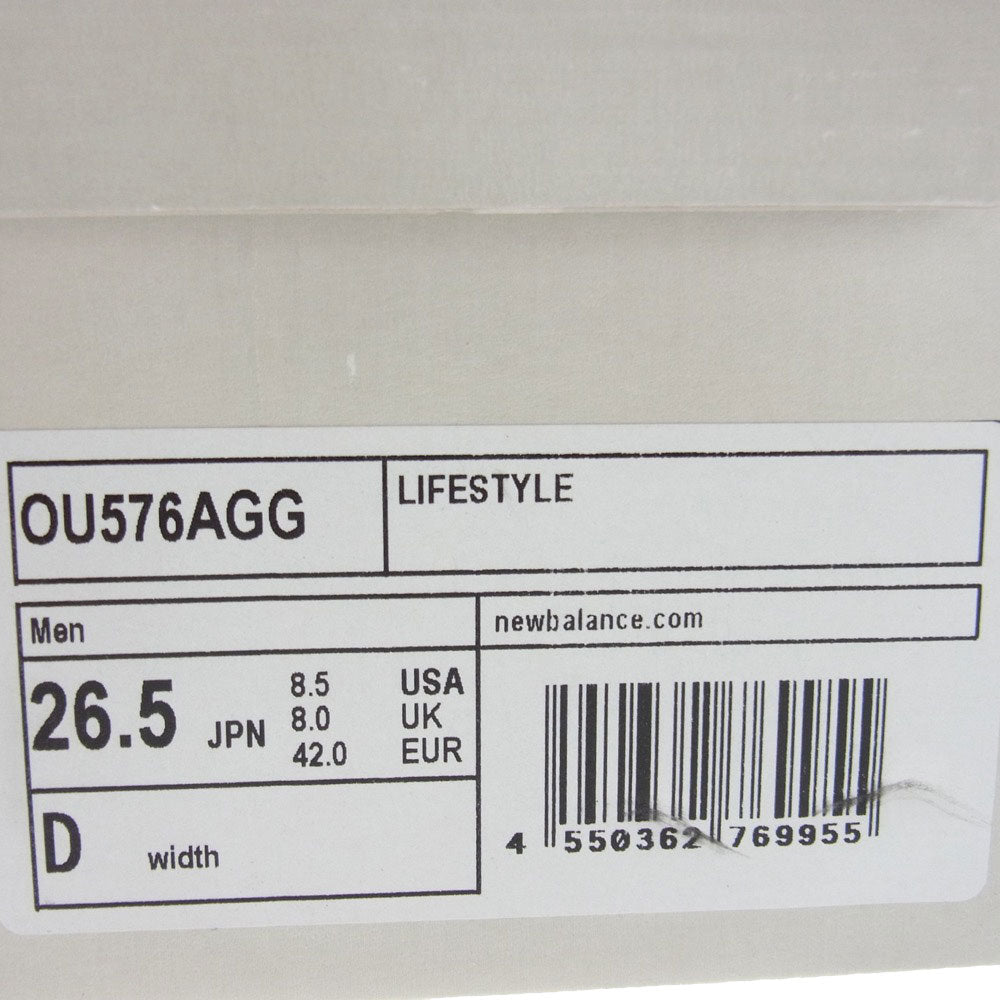 OU576AGG
LIFESTYLE
Men
newbalance.com
26.5 JPN
8.5 USA
8.0 UK
42.0 EUR
D width
4 550362 769955